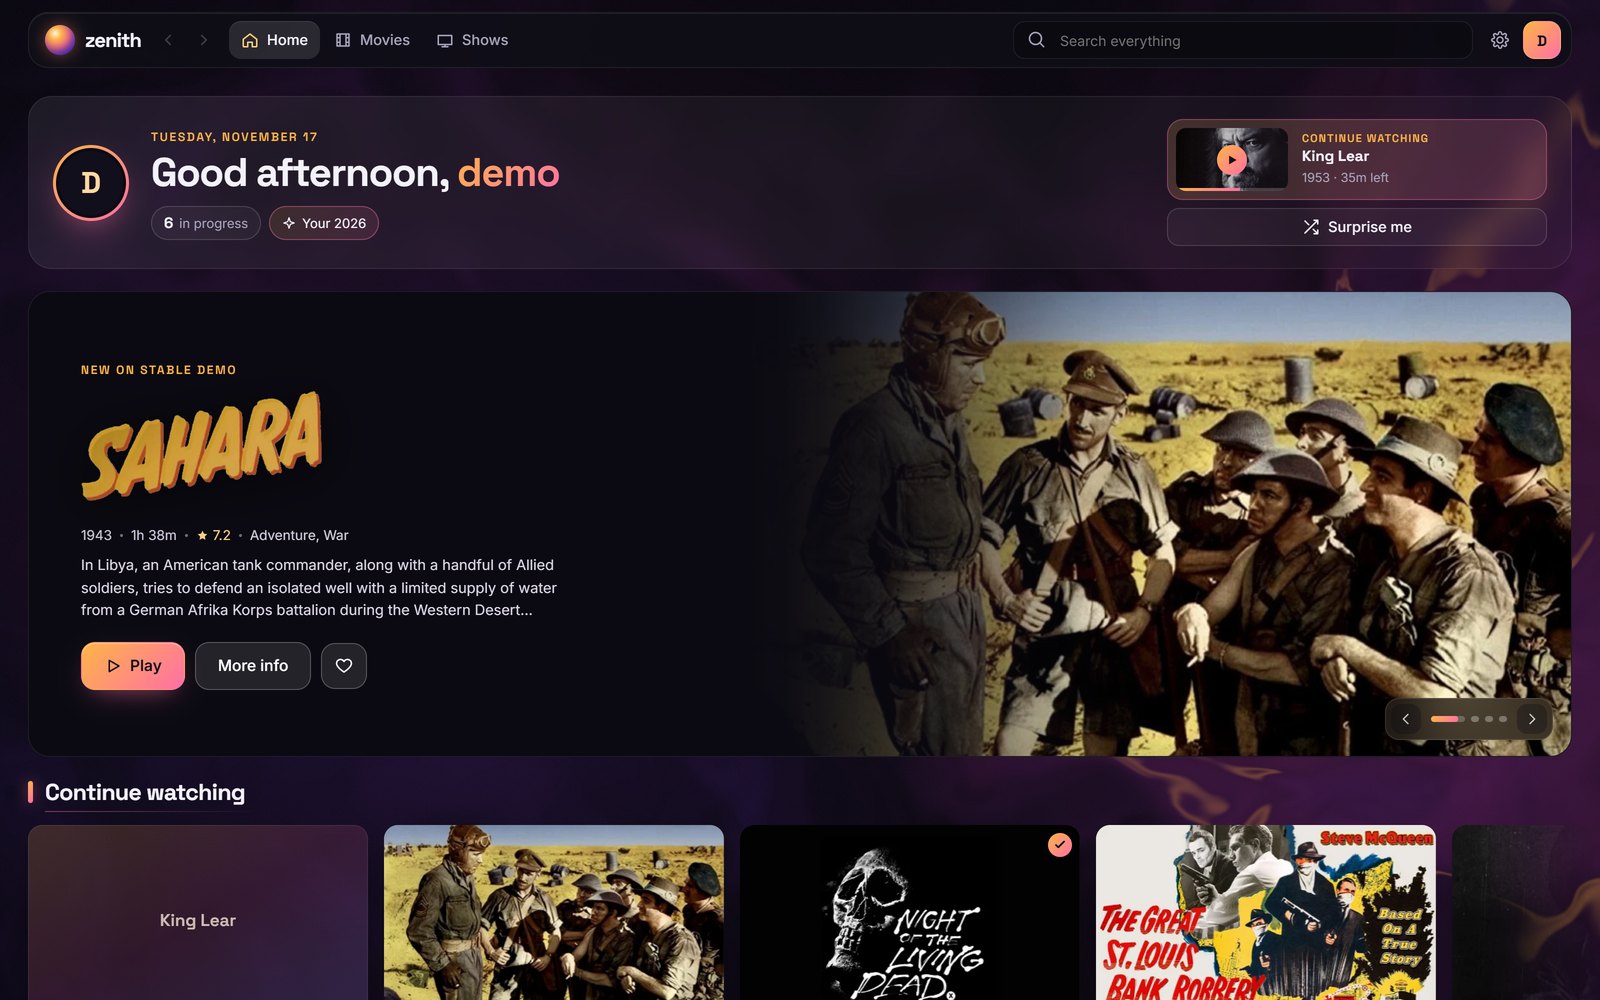 zenith
Home
Movies
Shows
Search everything
D
D
TUESDAY, NOVEMBER 17
Good afternoon, demo
6 in progress
Your 2026
CONTINUE WATCHING
King Lear
1953 · 35m left
Surprise me
NEW ON STABLE DEMO
SAHARA
1943 · 1h 38m · ★ 7.2 · Adventure, War
In Libya, an American tank commander, along with a handful of Allied
soldiers, tries to defend an isolated well with a limited supply of water
from a German Afrika Korps battalion during the Western Desert...
Play
More info
Continue watching
King Lear
NIGHT
OF THE
LIVING
DEAD.
Steve McQueen
THE GREAT
ST. LOUIS
BANK ROBBERY
Based
On A
True
Story